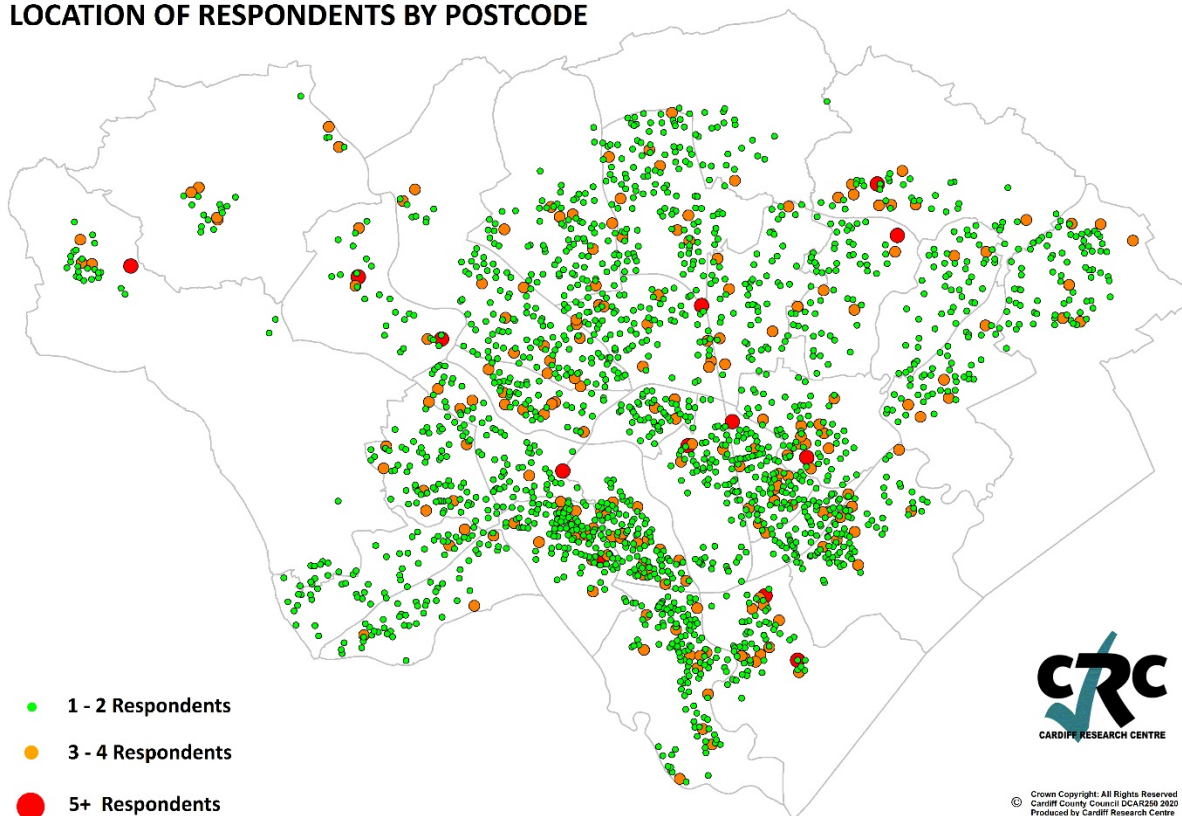 LOCATION OF RESPONDENTS BY POSTCODE
1 - 2 Respondents
3 - 4 Respondents
5+ Respondents
CRC
CARDIFF RESEARCH CENTRE
© Crown Copyright: All Rights Reserved
Cardiff County Council DCAR250 2020
Produced by Cardiff Research Centre